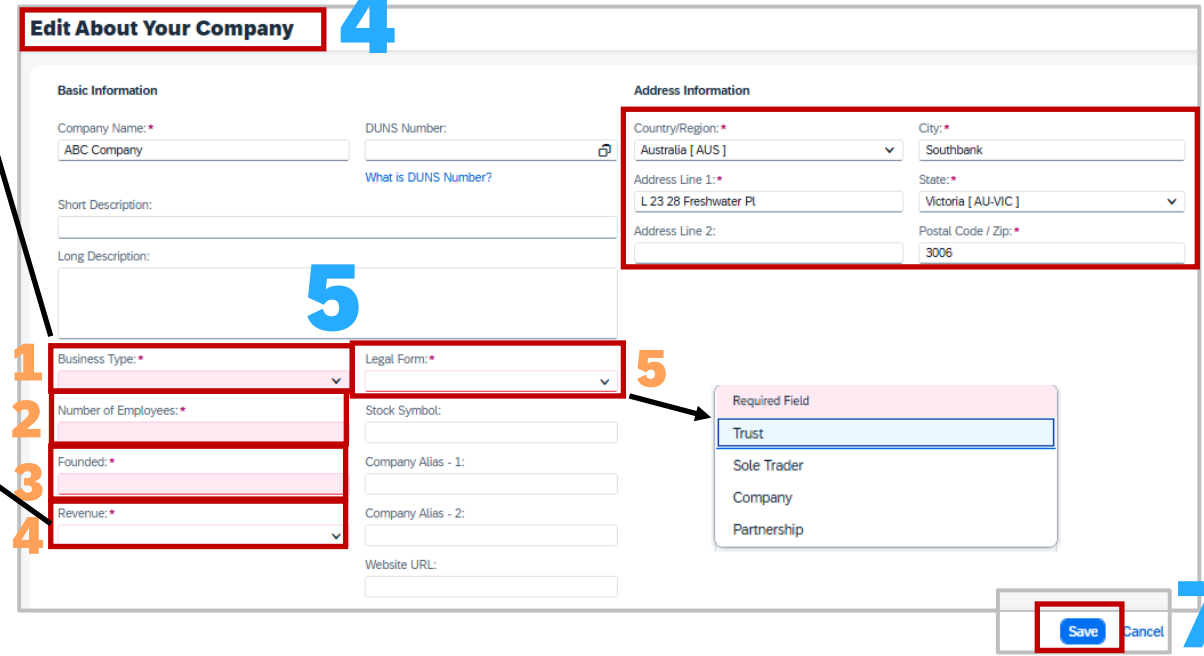 4
Edit About Your Company
Basic Information
Company Name:*
ABC Company
DUNS Number:
What is DUNS Number?
Short Description:
Long Description:
5
1
Business Type:*
Legal Form:*
5
2
Number of Employees:*
Stock Symbol:
3
Founded:*
Company Alias - 1:
4
Revenue:*
Company Alias - 2:
Website URL:
Address Information
Country/Region:*
Australia [ AUS ]
City:*
Southbank
Address Line 1:*
L 23 28 Freshwater Pl
State:*
Victoria [ AU-VIC ]
Address Line 2:
Postal Code / Zip:*
3006
Required Field
Trust
Sole Trader
Company
Partnership
Save
Cancel
7